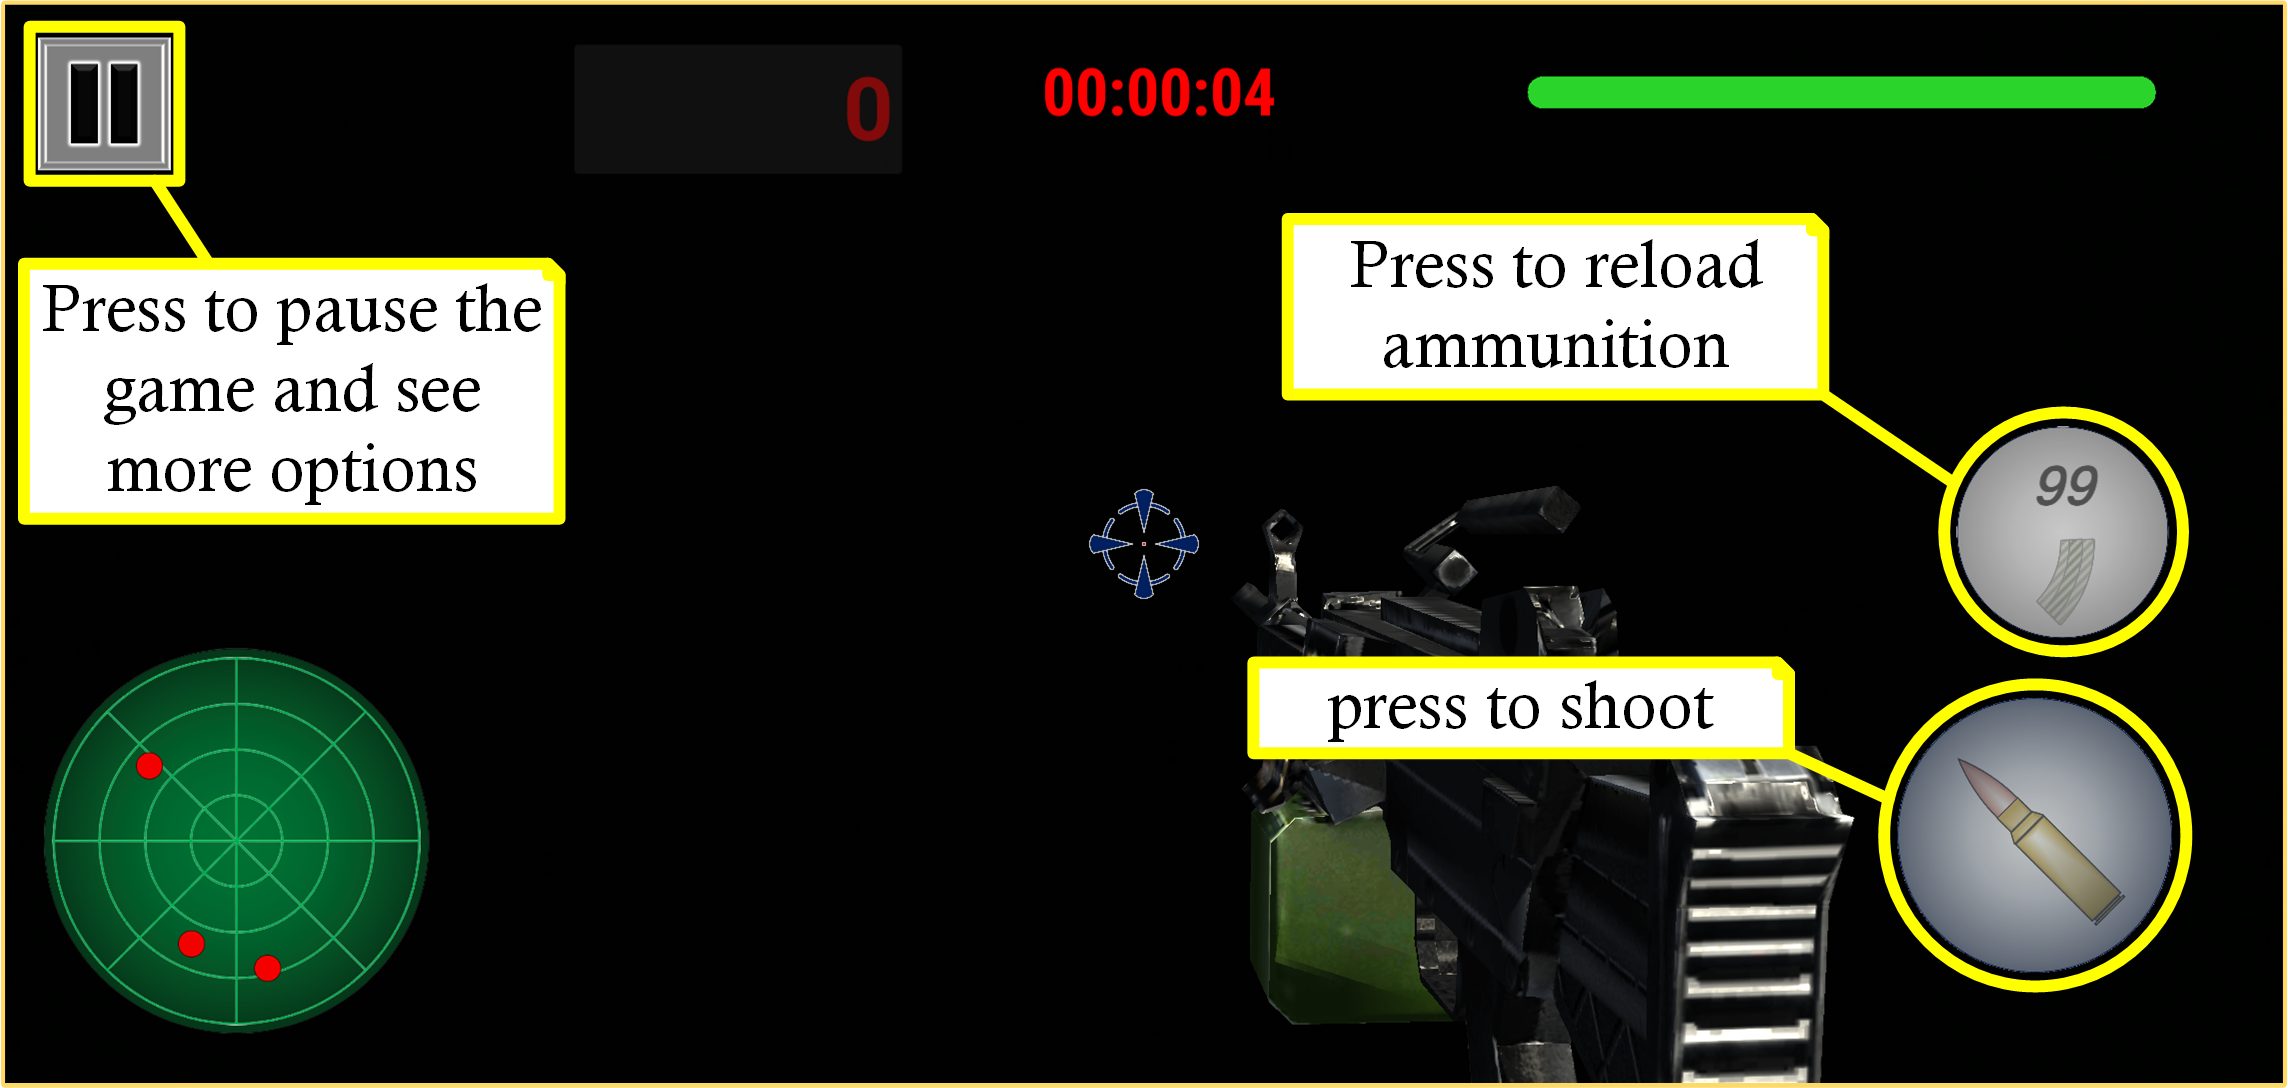 0
00:00:04
Press to pause the
game and see
more options
Press to reload
ammunition
99
press to shoot